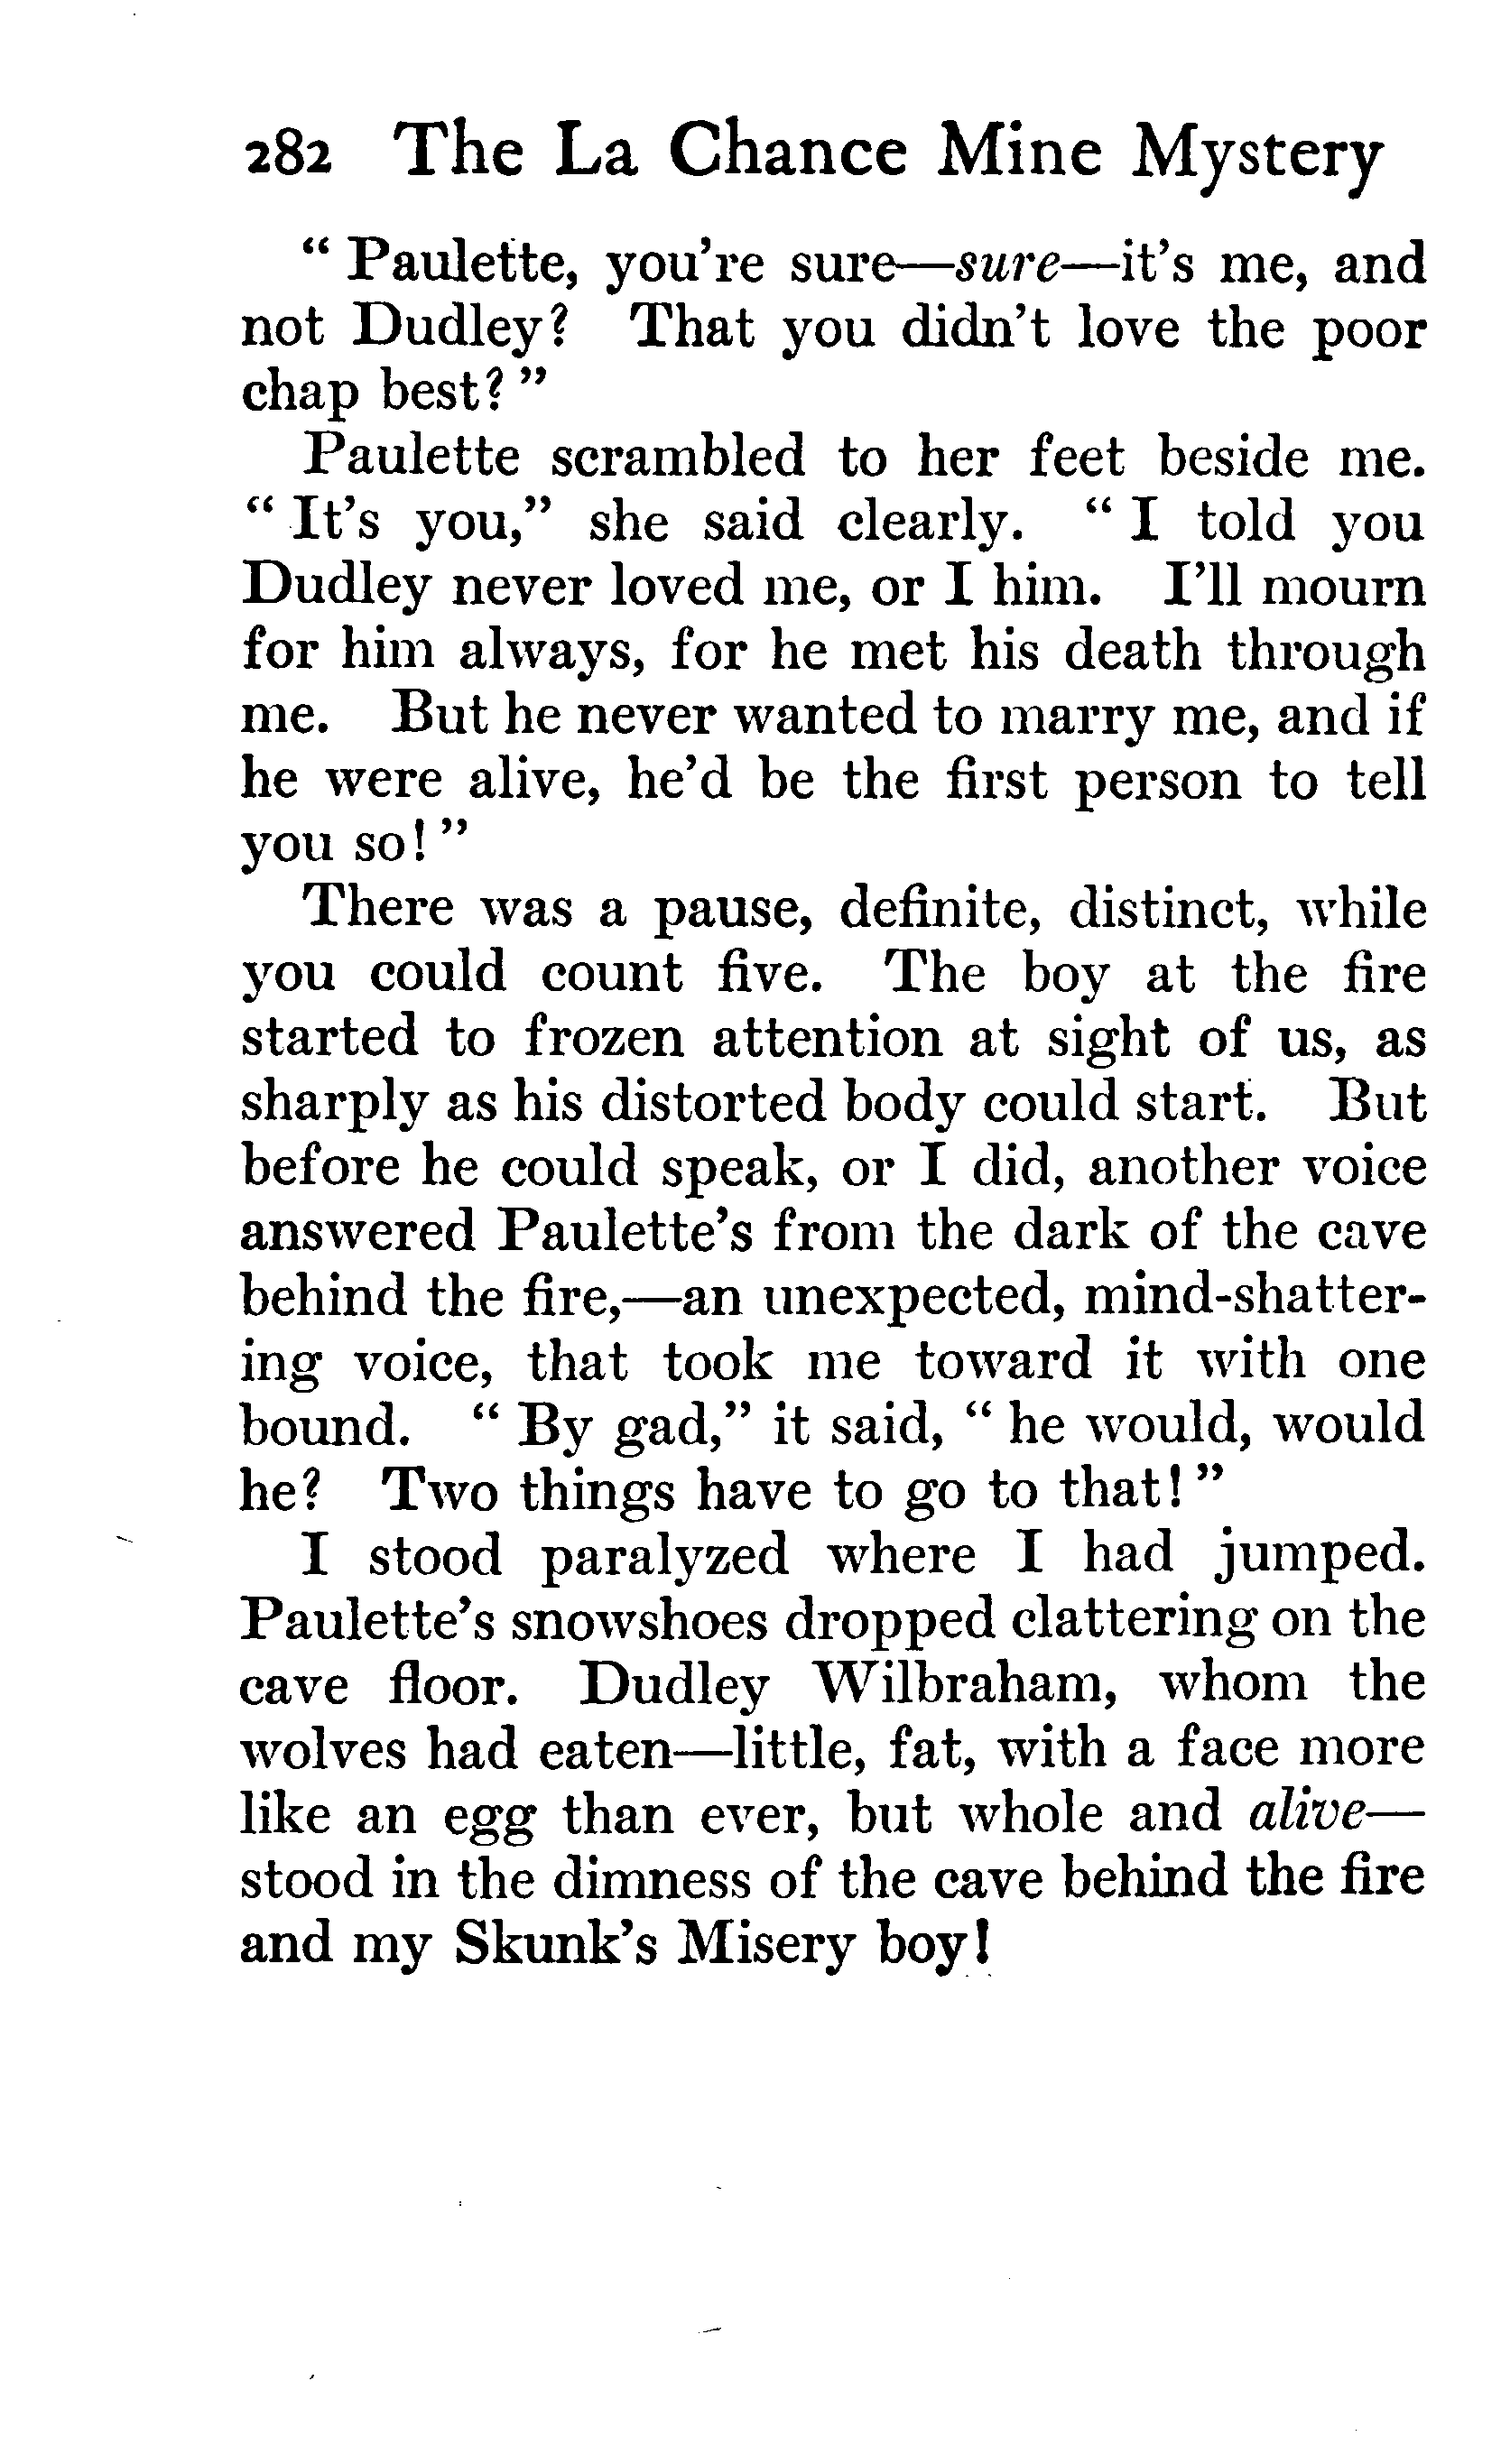 282 The La Chance Mine Mystery
" Paulette, you're sure—sure—it's me, and
not Dudley? That you didn't love the poor
chap best? "
Paulette scrambled to her feet beside me.
" It's you," she said clearly. " I told you
Dudley never loved me, or I him. I'll mourn
for him always, for he met his death through
me. But he never wanted to marry me, and if
he were alive, he'd be the first person to tell
you so! "
There was a pause, definite, distinct, while
you could count five. The boy at the fire
started to frozen attention at sight of us, as
sharply as his distorted body could start. But
before he could speak, or I did, another voice
answered Paulette's from the dark of the cave
behind the fire,—an unexpected, mind-shatter-
ing voice, that took me toward it with one
bound. " By gad," it said, " he would, would
he? Two things have to go to that! "
I stood paralyzed where I had jumped.
Paulette's snowshoes dropped clattering on the
cave floor. Dudley Wilbraham, whom the
wolves had eaten—little, fat, with a face more
like an egg than ever, but whole and alive—
stood in the dimness of the cave behind the fire
and my Skunk's Misery boy!